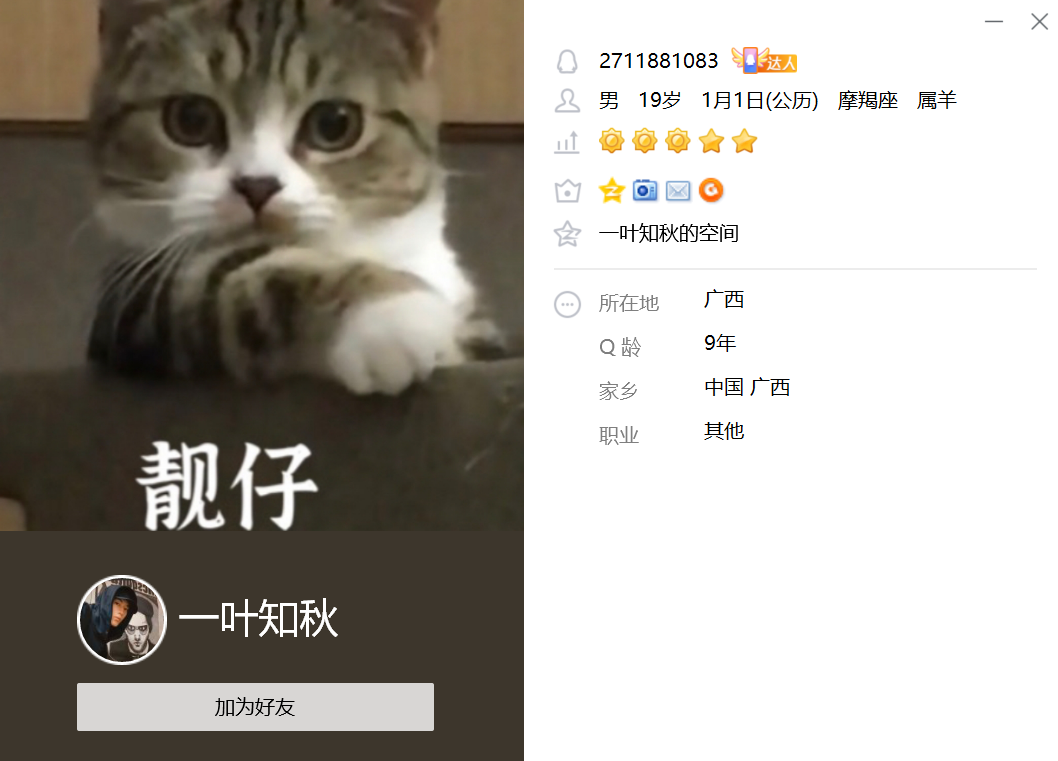 靓仔
一叶知秋
加为好友
2711881083 达人
男 19岁 1月1日(公历) 摩羯座 属羊
一叶知秋的空间
所在地 广西
Q 龄 9年
家乡 中国 广西
职业 其他